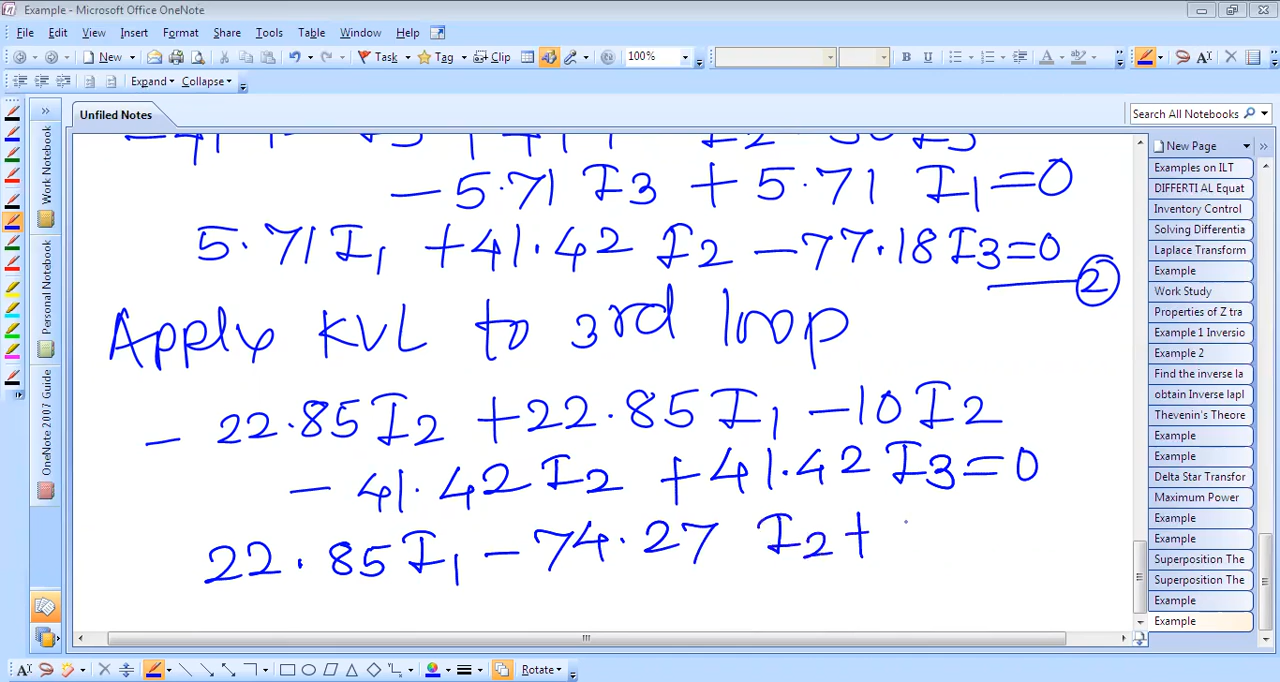 Example - Microsoft Office OneNote
File Edit View Insert Format Share Tools Table Window Help
New Task Tag Clip 100% B U A
Expand Collapse
Unfiled Notes
Search All Notebooks
New Page
Examples on ILT
DIFFERTI AL Equat
Inventory Control
Solving Differentia
Laplace Transform
Example
Work Study
Properties of Z tra
Example 1 Inversio
Example 2
Find the inverse la
obtain Inverse lapl
Thevenin's Theore
Example
Example
Delta Star Transfor
Maximum Power
Example
Example
Superposition The
Superposition The
Example
Example
Work Notebook
Personal Notebook
OneNote 2007 Guide
- 5.71 I3 + 5.71 I1 = 0
5.71 I1 + 41.42 I2 - 77.18 I3 = 0
2
Apply KVL to 3rd loop
- 22.85 I2 + 22.85 I1 - 10 I2
- 41.42 I2 + 41.42 I3 = 0
22.85 I1 - 74.27 I2 +
Rotate